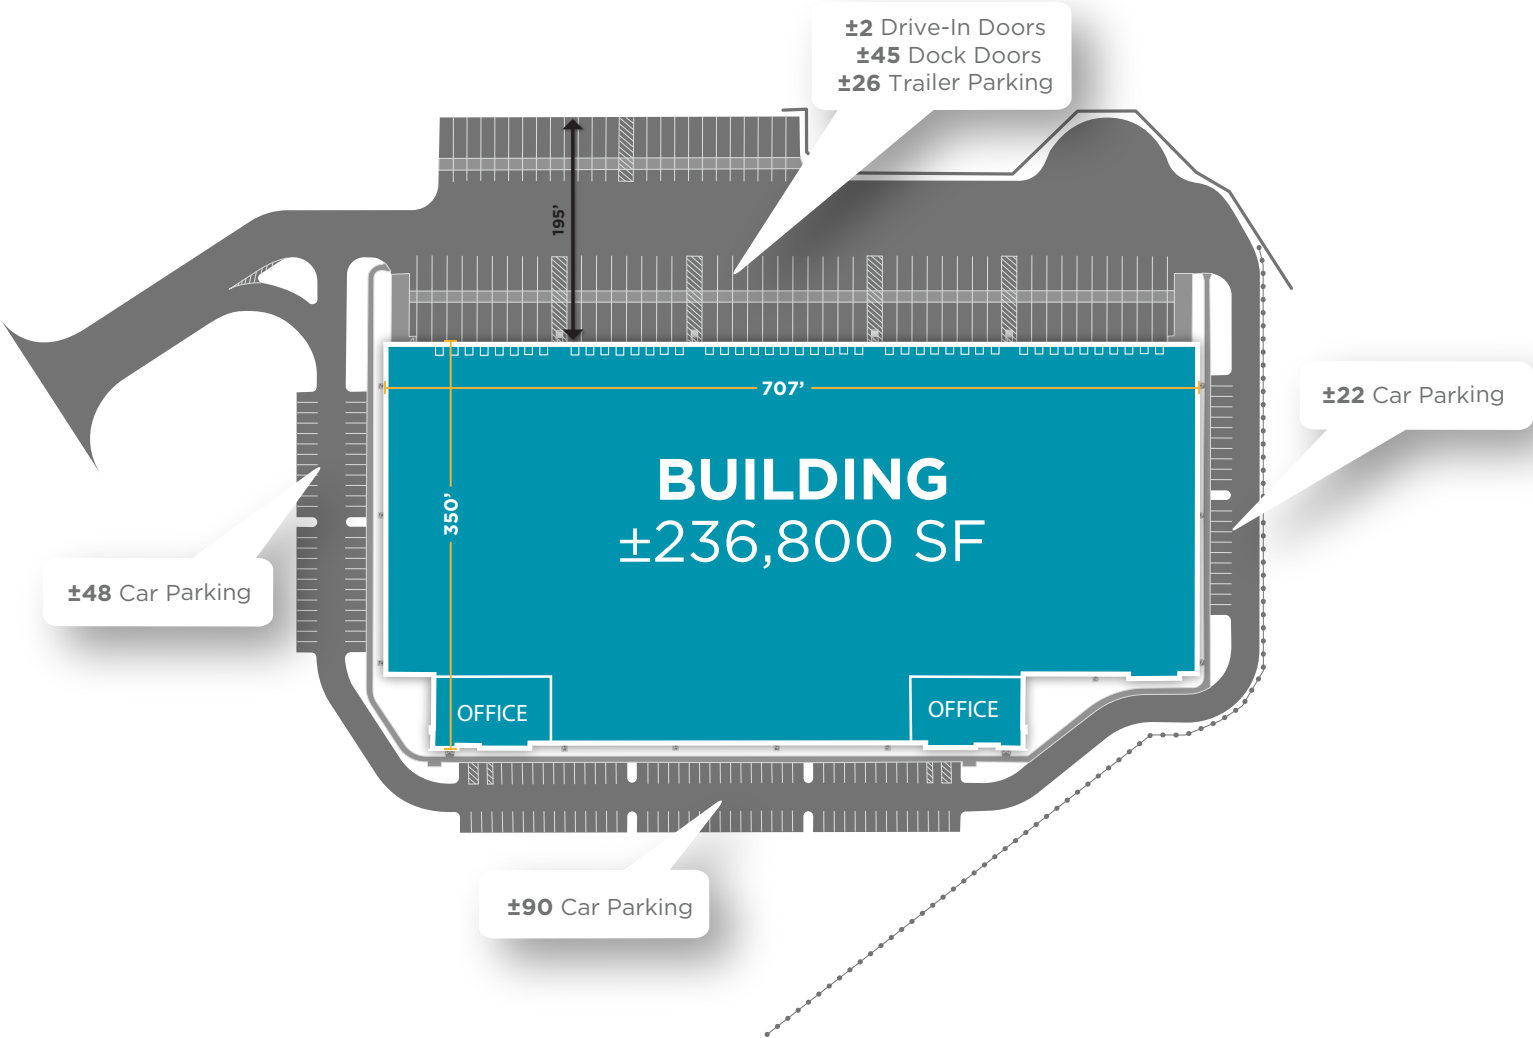 ±2 Drive-In Doors
±45 Dock Doors
±26 Trailer Parking
195’
707’
±22 Car Parking
BUILDING
±236,800 SF
350’
±48 Car Parking
OFFICE
OFFICE
±90 Car Parking